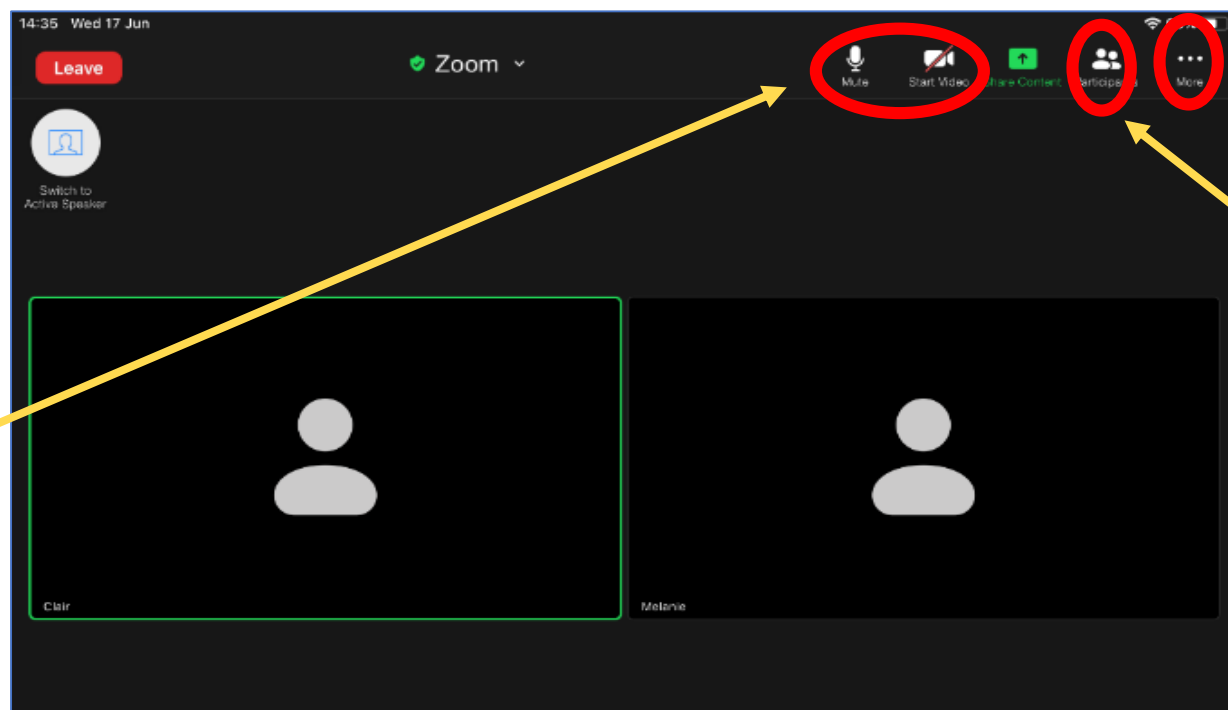 14:35 Wed 17 Jun
Leave
Zoom
Mute
Start Video
Share Content
Participants
More
Switch to
Active Speaker
Clair
Melanie